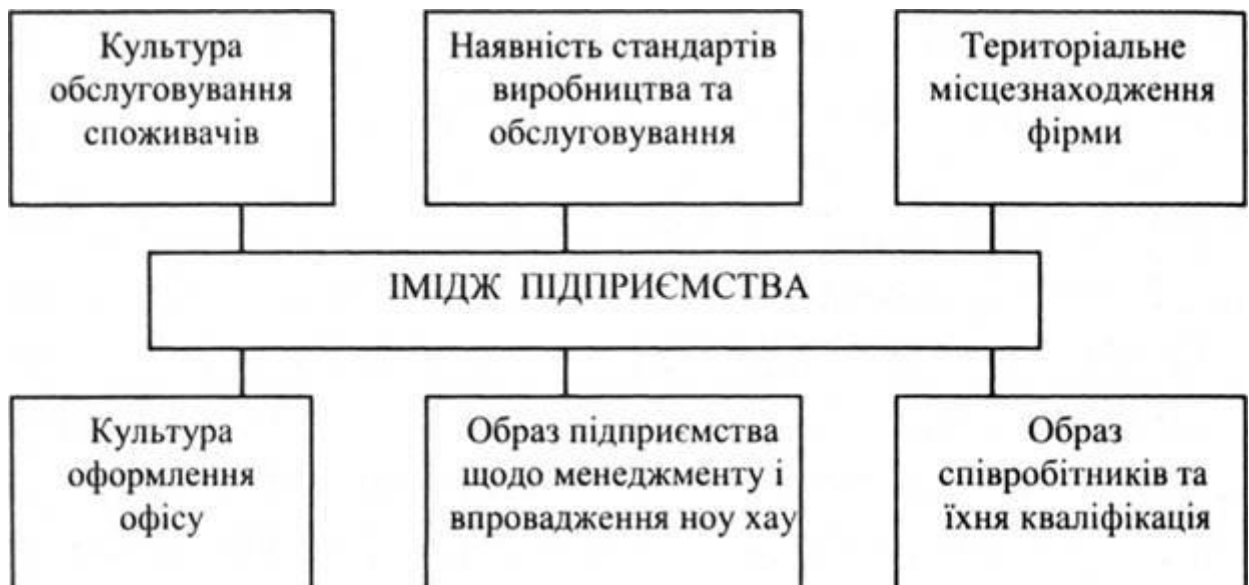 Культура
обслуговування
споживачів
Наявність стандартів
виробництва та
обслуговування
Територіальне
місцезнаходження
фірми
ІМІДЖ ПІДПРИЄМСТВА
Культура
оформлення
офісу
Образ підприємства
щодо менеджменту і
впровадження ноу хау
Образ
співробітників та
їхня кваліфікація